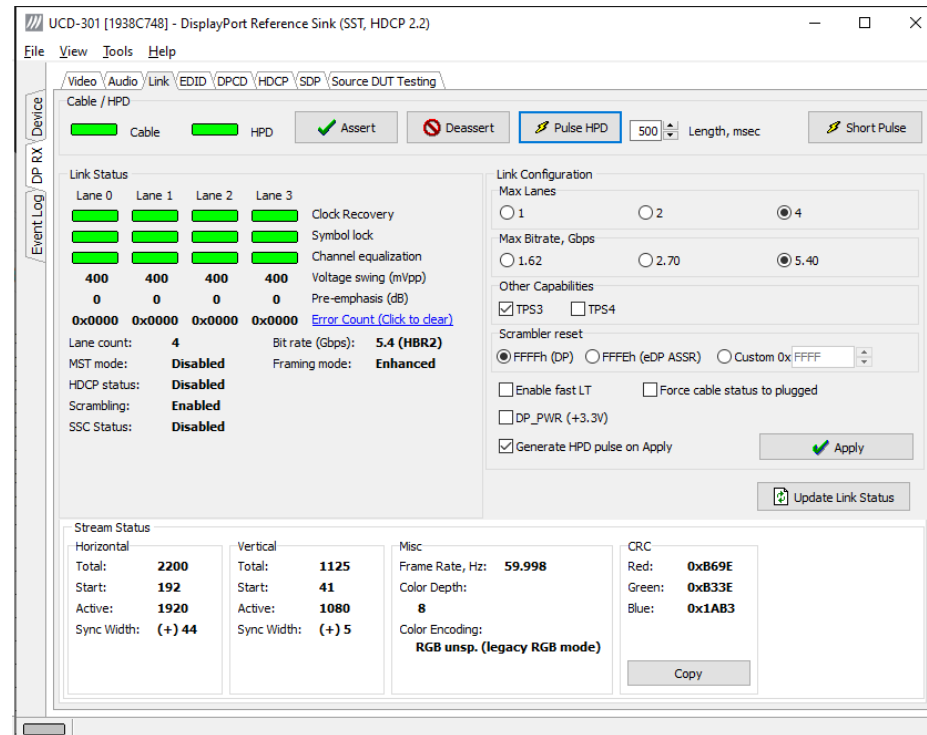 UCD-301 [1938C748] - DisplayPort Reference Sink (SST, HDCP 2.2)
File View Tools Help
Video Audio Link EDID DPCD HDCP SDP Source DUT Testing
Device
DP RX
Event Log
Cable / HPD
Cable HPD Assert Deassert Pulse HPD 500 Length, msec Short Pulse
Link Status
Lane 0 Lane 1 Lane 2 Lane 3
Clock Recovery
Symbol lock
Channel equalization
400 400 400 400 Voltage swing (mVpp)
0 0 0 0 Pre-emphasis (dB)
0x0000 0x0000 0x0000 0x0000 Error Count (Click to clear)
Lane count: 4 Bit rate (Gbps): 5.4 (HBR2)
MST mode: Disabled Framing mode: Enhanced
HDCP status: Disabled
Scrambling: Enabled
SSC Status: Disabled
Link Configuration
Max Lanes
1 2 4
Max Bitrate, Gbps
1.62 2.70 5.40
Other Capabilities
TPS3 TPS4
Scrambler reset
FFFFh (DP) FFFEh (eDP ASSR) Custom 0x FFFF
Enable fast LT Force cable status to plugged
DP_PWR (+3.3V)
Generate HPD pulse on Apply Apply
Update Link Status
Stream Status
Horizontal
Total: 2200
Start: 192
Active: 1920
Sync Width: (+) 44
Vertical
Total: 1125
Start: 41
Active: 1080
Sync Width: (+) 5
Misc
Frame Rate, Hz: 59.998
Color Depth:
8
Color Encoding:
RGB unsp. (legacy RGB mode)
CRC
Red: 0xB69E
Green: 0xB33E
Blue: 0x1AB3
Copy